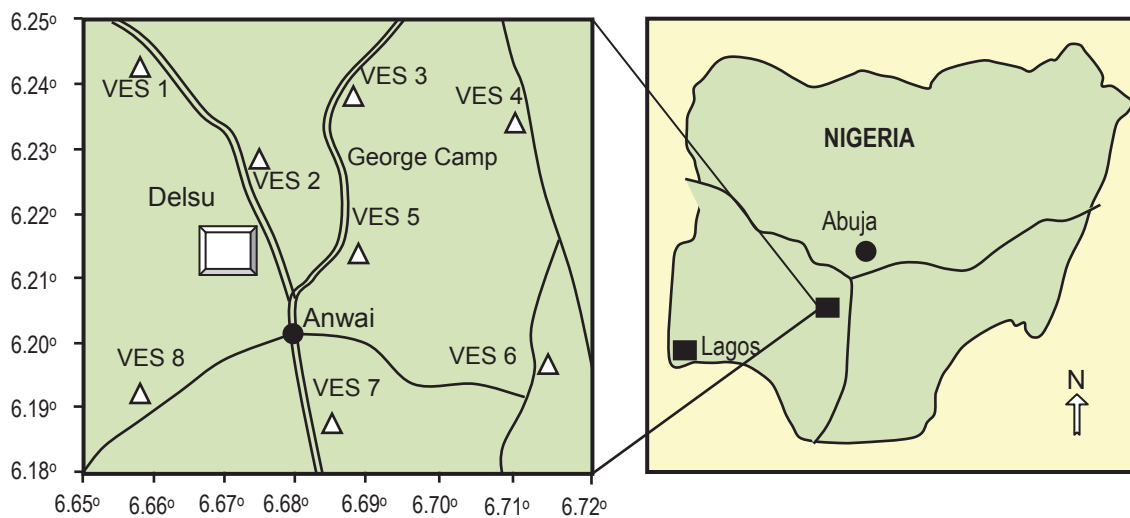 6.25°
6.24°
6.23°
6.22°
6.21°
6.20°
6.19°
6.18°
6.65°
6.66°
6.67°
6.68°
6.69°
6.70°
6.71°
6.72°
VES 1
VES 3
VES 4
George Camp
VES 2
Delsu
VES 5
Anwai
VES 8
VES 6
VES 7
NIGERIA
Abuja
Lagos
N